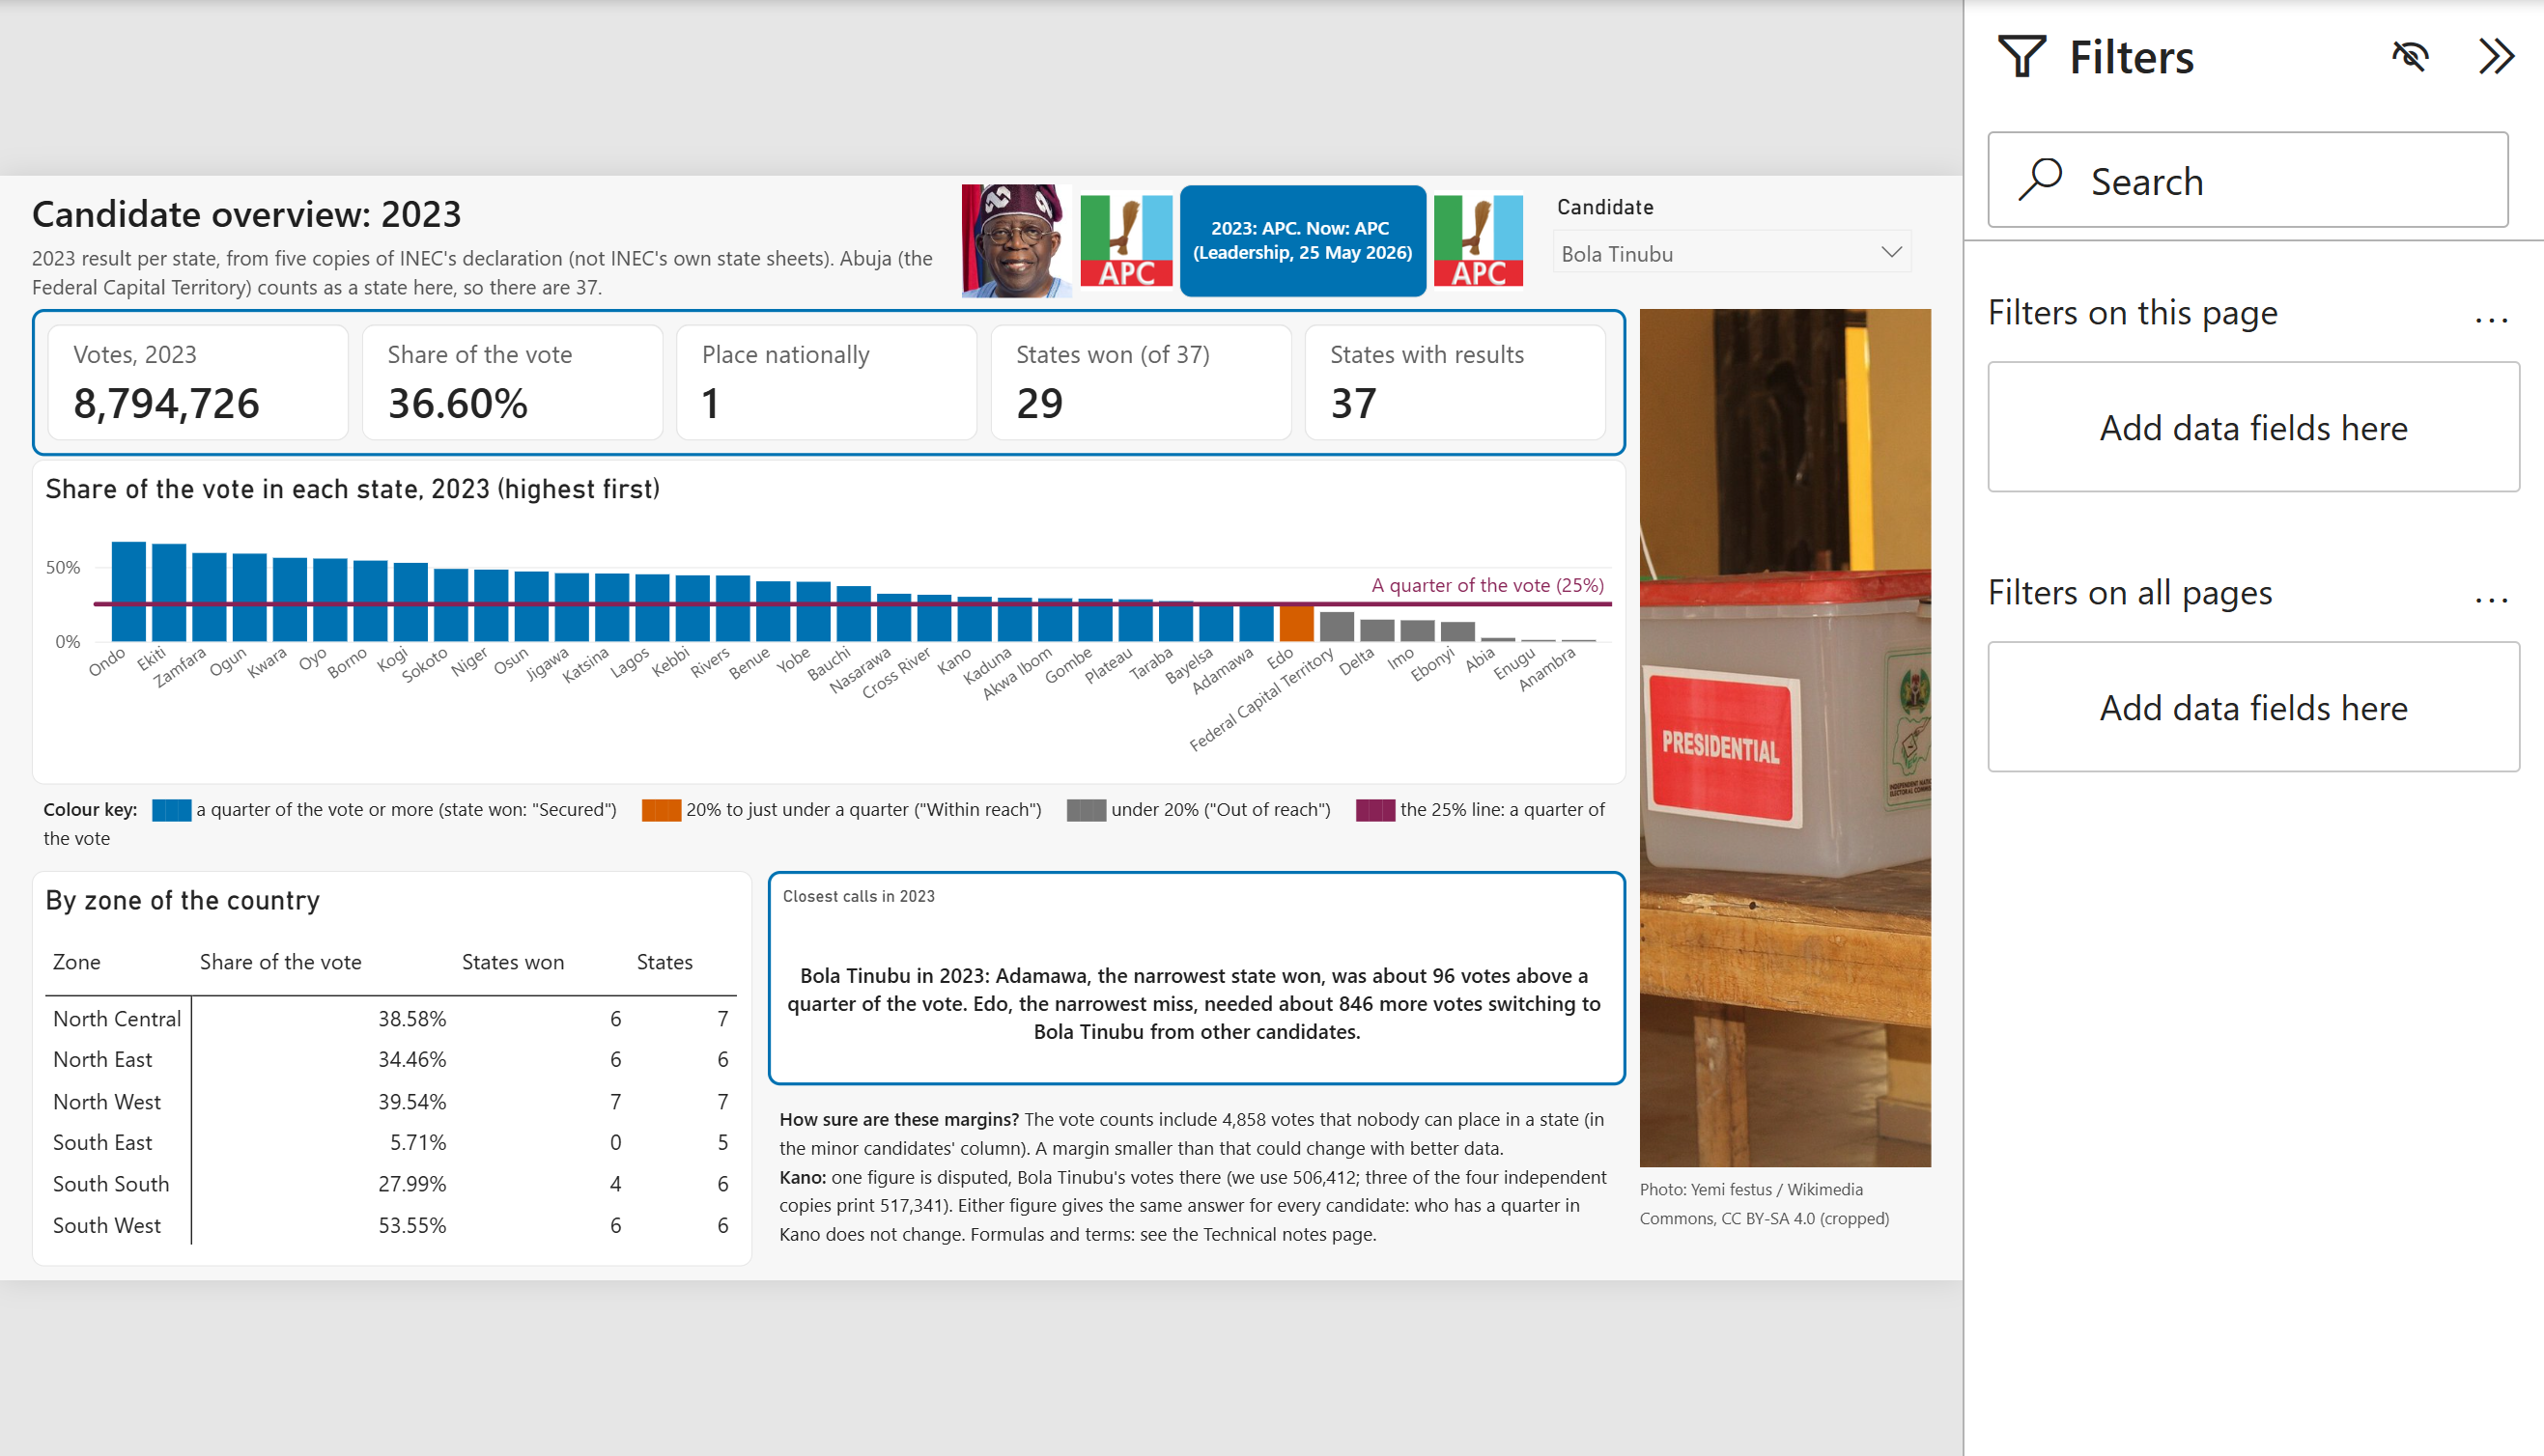 Candidate overview: 2023
2023 result per state, from five copies of INEC's declaration (not INEC's own state sheets). Abuja (the
Federal Capital Territory) counts as a state here, so there are 37.
APC
2023: APC. Now: APC
(Leadership, 25 May 2026)
APC
Candidate
Bola Tinubu
Votes, 2023
8,794,726
Share of the vote
36.60%
Place nationally
1
States won (of 37)
29
States with results
37
Share of the vote in each state, 2023 (highest first)
50%
0%
A quarter of the vote (25%)
Ondo
Ekiti
Zamfara
Ogun
Kwara
Oyo
Borno
Kogi
Sokoto
Niger
Osun
Jigawa
Katsina
Lagos
Kebbi
Rivers
Benue
Yobe
Bauchi
Nasarawa
Cross River
Kano
Kaduna
Akwa Ibom
Gombe
Plateau
Taraba
Bayelsa
Adamawa
Edo
Federal Capital Territory
Delta
Imo
Ebonyi
Abia
Enugu
Anambra
Colour key: a quarter of the vote or more (state won: "Secured") 20% to just under a quarter ("Within reach") under 20% ("Out of reach") the 25% line: a quarter of
the vote
By zone of the country
Zone Share of the vote States won States
North Central 38.58% 6 7
North East 34.46% 6 6
North West 39.54% 7 7
South East 5.71% 0 5
South South 27.99% 4 6
South West 53.55% 6 6
Closest calls in 2023
Bola Tinubu in 2023: Adamawa, the narrowest state won, was about 96 votes above a
quarter of the vote. Edo, the narrowest miss, needed about 846 more votes switching to
Bola Tinubu from other candidates.
How sure are these margins? The vote counts include 4,858 votes that nobody can place in a state (in
the minor candidates' column). A margin smaller than that could change with better data.
Kano: one figure is disputed, Bola Tinubu's votes there (we use 506,412; three of the four independent
copies print 517,341). Either figure gives the same answer for every candidate: who has a quarter in
Kano does not change. Formulas and terms: see the Technical notes page.
PRESIDENTIAL
Photo: Yemi festus / Wikimedia
Commons, CC BY-SA 4.0 (cropped)
Filters
Search
Filters on this page
...
Add data fields here
Filters on all pages
...
Add data fields here